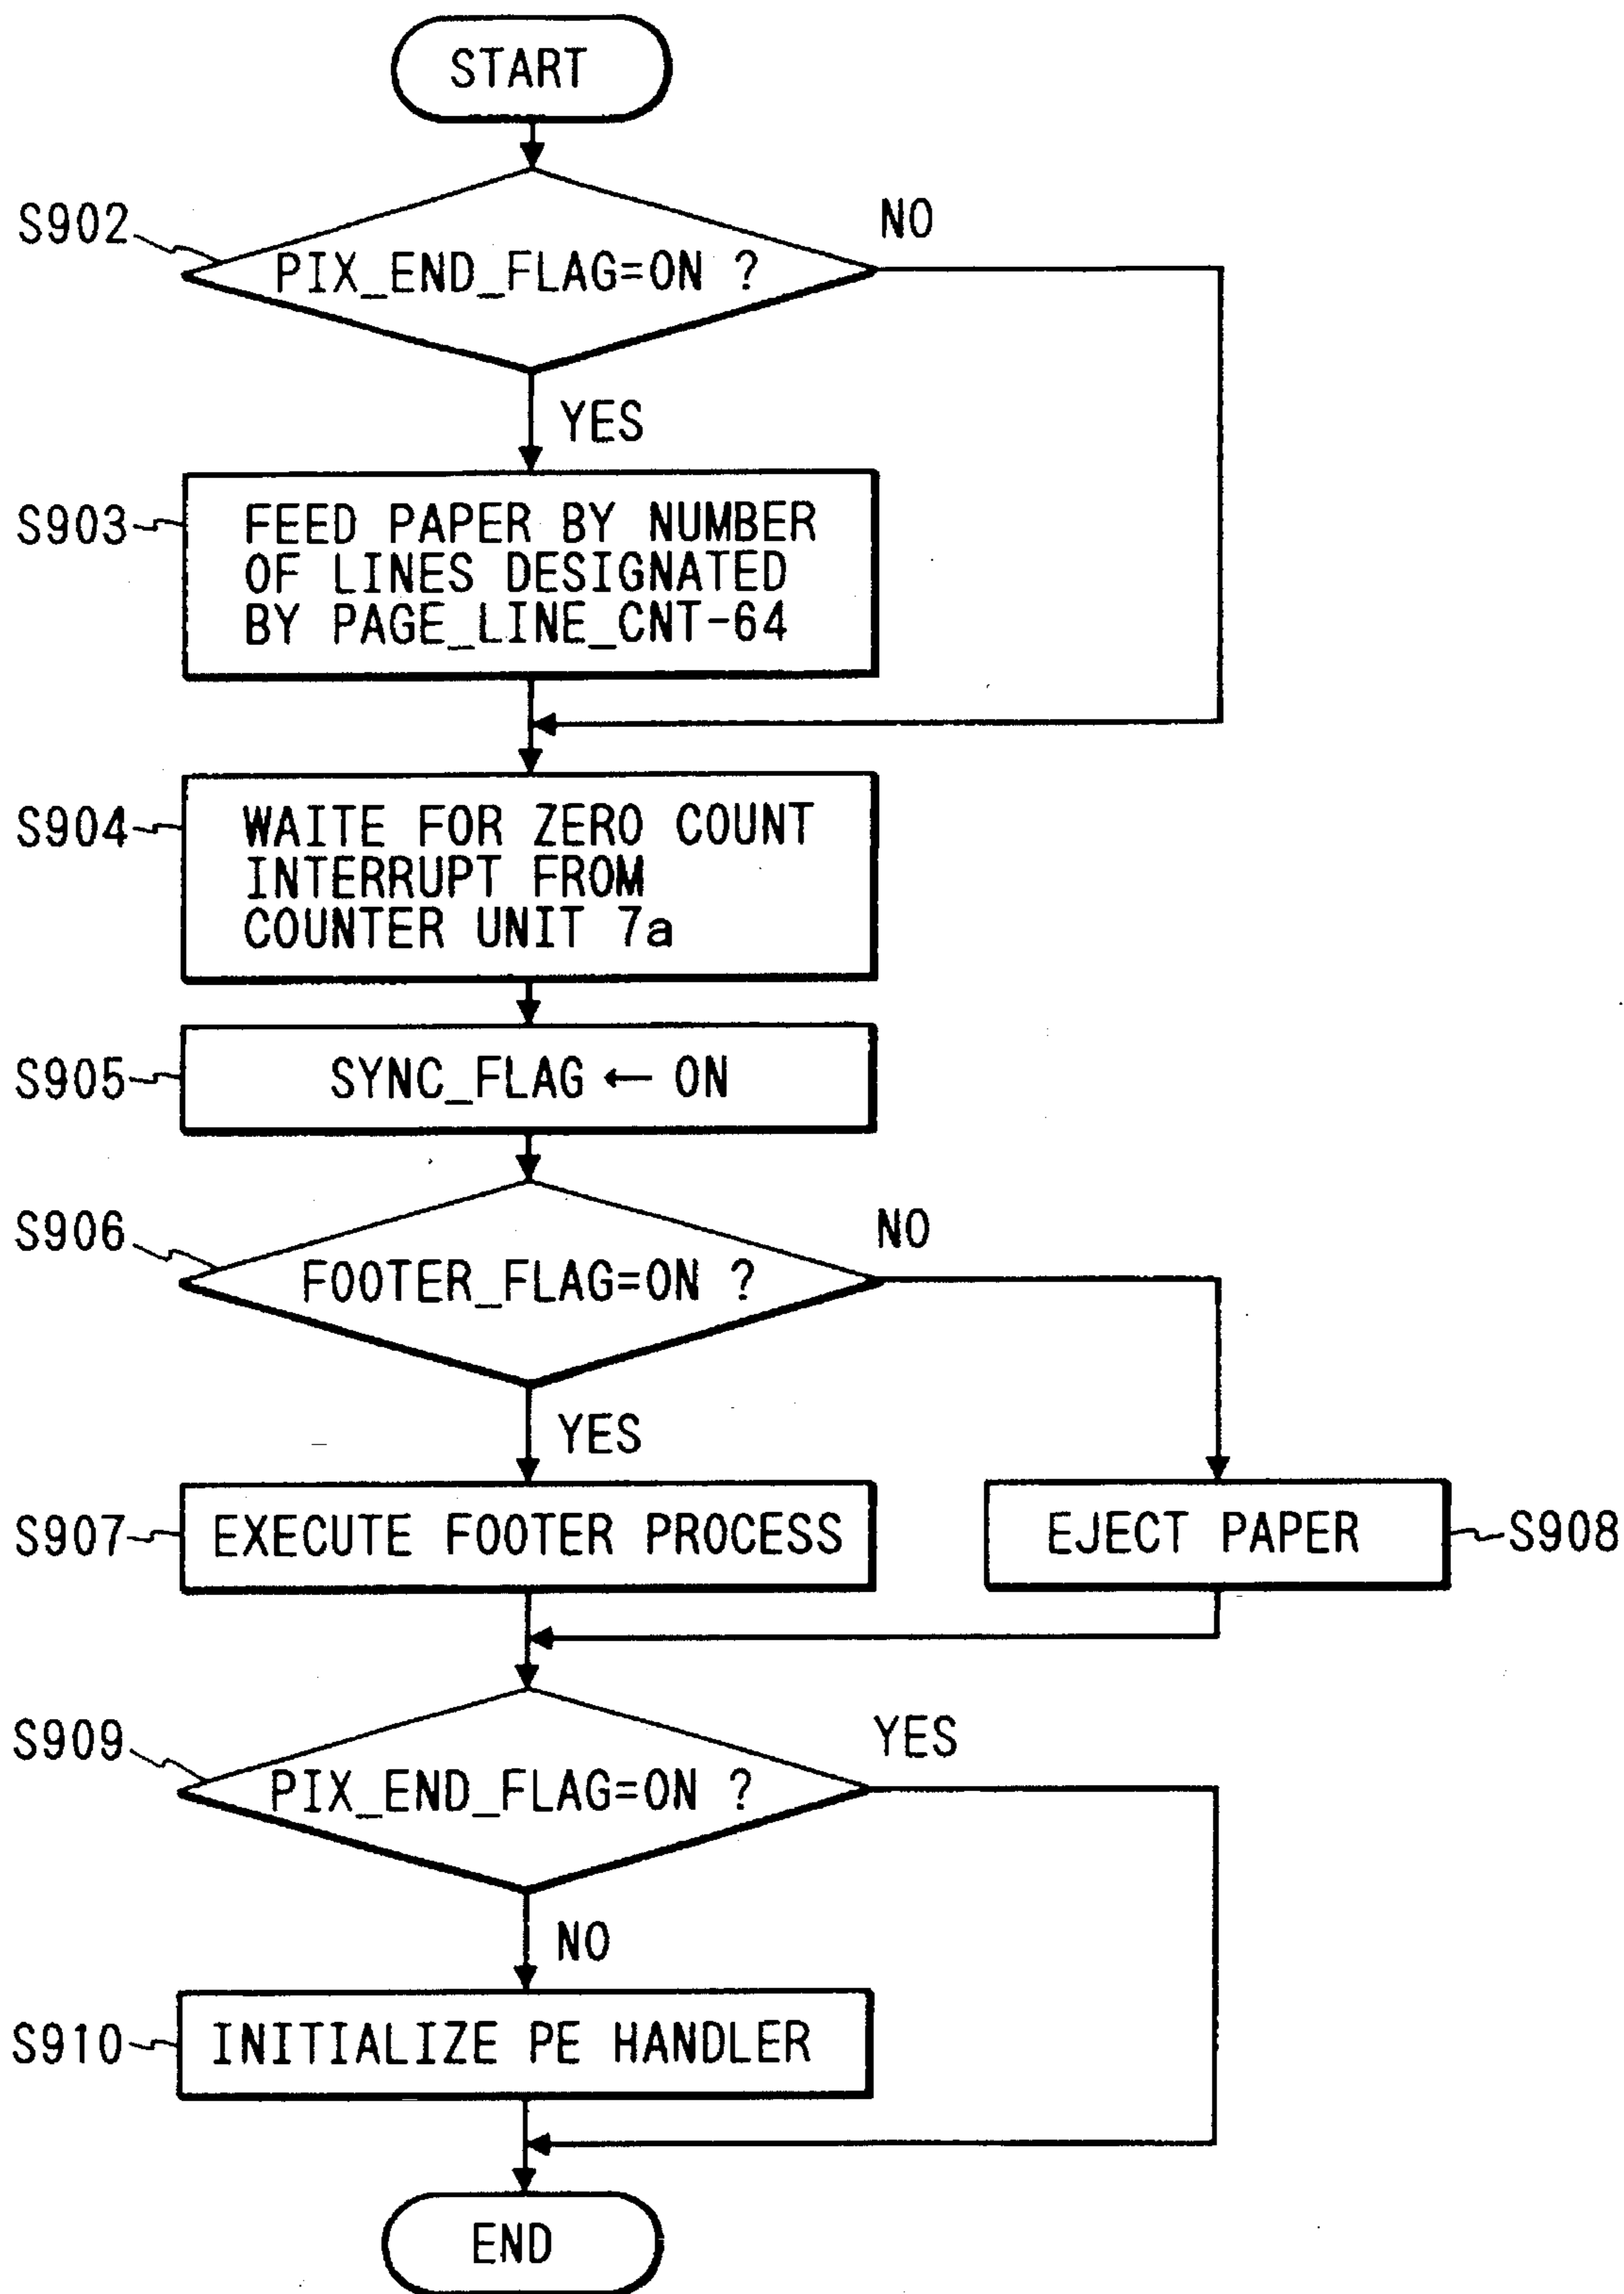 START
S902
NO
PIX_END_FLAG=ON ?
YES
S903
FEED PAPER BY NUMBER
OF LINES DESIGNATED
BY PAGE_LINE_CNT-64
S904
WAITE FOR ZERO COUNT
INTERRUPT FROM
COUNTER UNIT 7a
S905
SYNC_FLAG ← ON
S906
NO
FOOTER_FLAG=ON ?
YES
S907
EXECUTE FOOTER PROCESS
EJECT PAPER
S908
S909
YES
PIX_END_FLAG=ON ?
NO
S910
INITIALIZE PE HANDLER
END